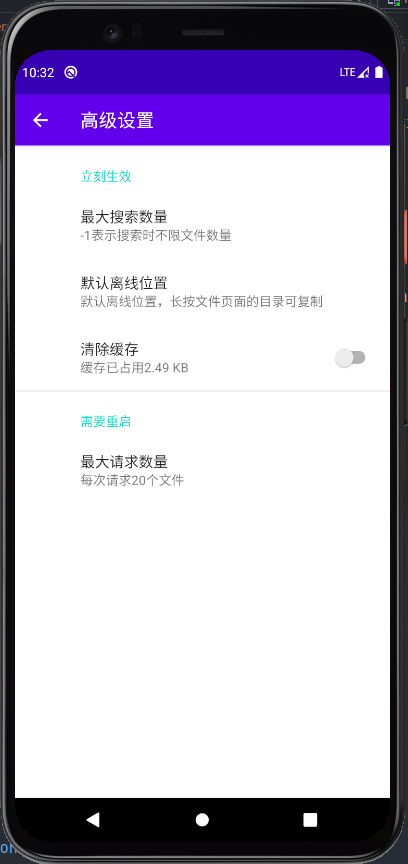 10:32
LTE
高级设置
立刻生效
最大搜索数量
-1表示搜索时不限文件数量
默认离线位置
默认离线位置，长按文件页面的目录可复制
清除缓存
缓存已占用2.49 KB
需要重启
最大请求数量
每次请求20个文件